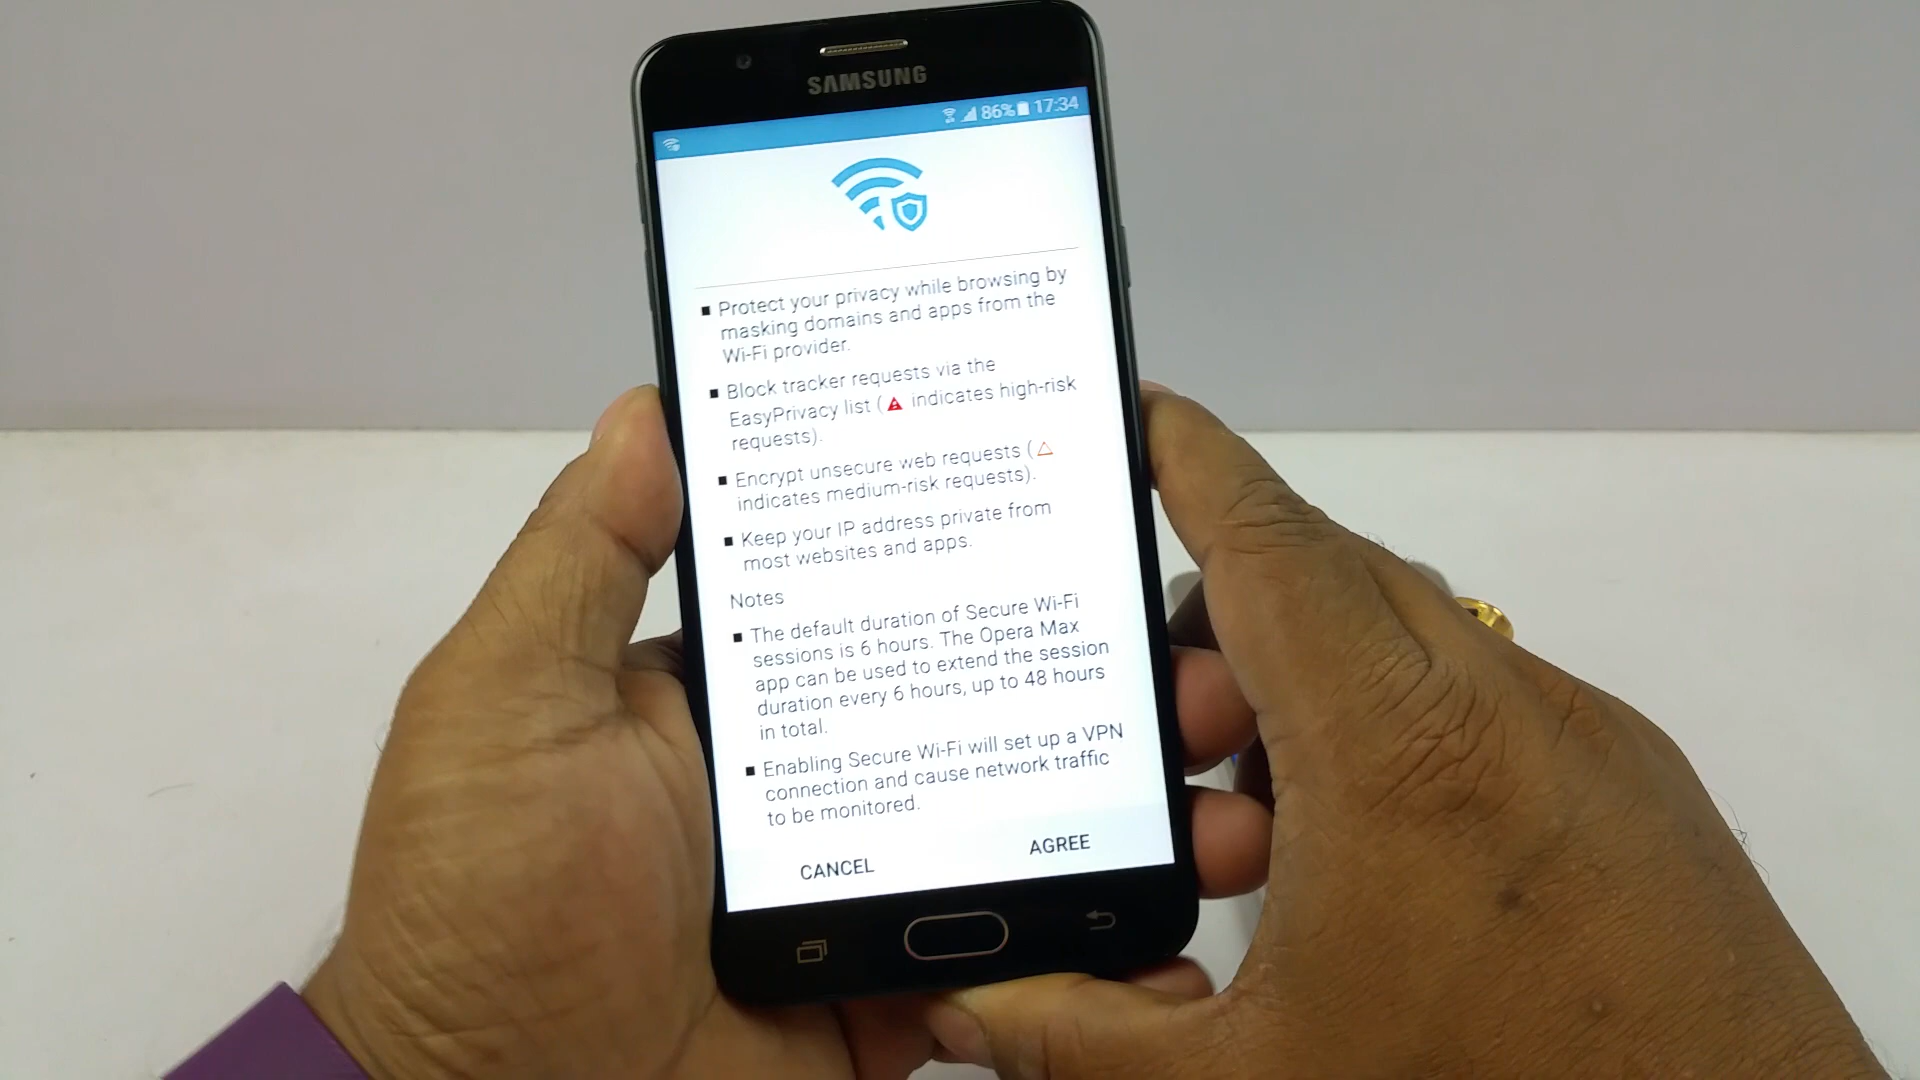 SAMSUNG
86% 17:34
■ Protect your privacy while browsing by
masking domains and apps from the
Wi-Fi provider.
■ Block tracker requests via the
EasyPrivacy list ( indicates high-risk
requests).
■ Encrypt unsecure web requests (
indicates medium-risk requests).
■ Keep your IP address private from
most websites and apps.
Notes
■ The default duration of Secure Wi-Fi
sessions is 6 hours. The Opera Max
app can be used to extend the session
duration every 6 hours, up to 48 hours
in total.
■ Enabling Secure Wi-Fi will set up a VPN
connection and cause network traffic
to be monitored.
CANCEL AGREE